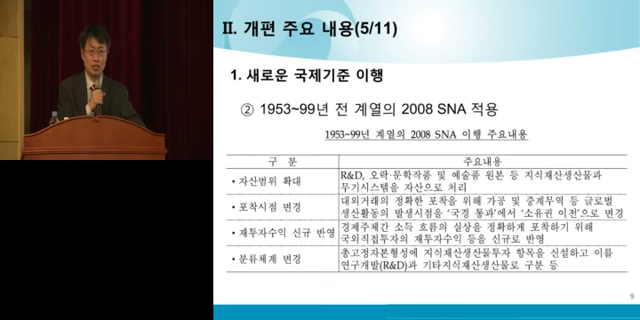 II. 개편 주요 내용(5/11)
1. 새로운 국제기준 이행
② 1953~99년 전 계열의 2008 SNA 적용
1953~99년 계열의 2008 SNA 이행 주요내용
구 분 주요내용
• 자산범위 확대
R&D, 오락·문학작품 및 예술품 원본 등 지식재산생산물과
무기시스템을 자산으로 처리
• 포착시점 변경
대외거래의 정확한 포착을 위해 가공 및 중계무역 등 글로벌
생산활동의 발생시점을 '국경 통과'에서 '소유권 이전'으로 변경
• 재투자수익 신규 반영
경제주체간 소득 흐름의 실상을 정확하게 포착하기 위해
국외직접투자의 재투자수익 등을 신규로 반영
• 분류체계 변경
총고정자본형성에 지식재산생산물투자 항목을 신설하고 이를
연구개발(R&D)과 기타지식재산생산물로 구분 등
9